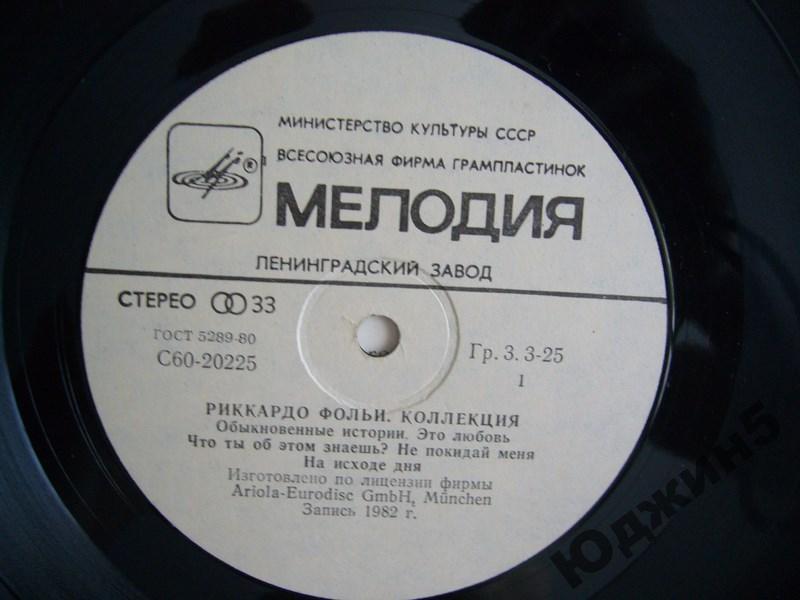 МИНИСТЕРСТВО КУЛЬТУРЫ СССР
ВСЕСОЮЗНАЯ ФИРМА ГРАМПЛАСТИНОК
®
МЕЛОДИЯ
ЛЕНИНГРАДСКИЙ ЗАВОД
СТЕРЕО 33
ГОСТ 5289-80
С60-20225
Гр. 3. 3-25
1
РИККАРДО ФОЛЬИ. КОЛЛЕКЦИЯ
Обыкновенные истории. Это любовь
Что ты об этом знаешь? Не покидай меня
На исходе дня
Изготовлено по лицензии фирмы
Ariola-Eurodisc GmbH, München
Запись 1982 г.
Юджин5